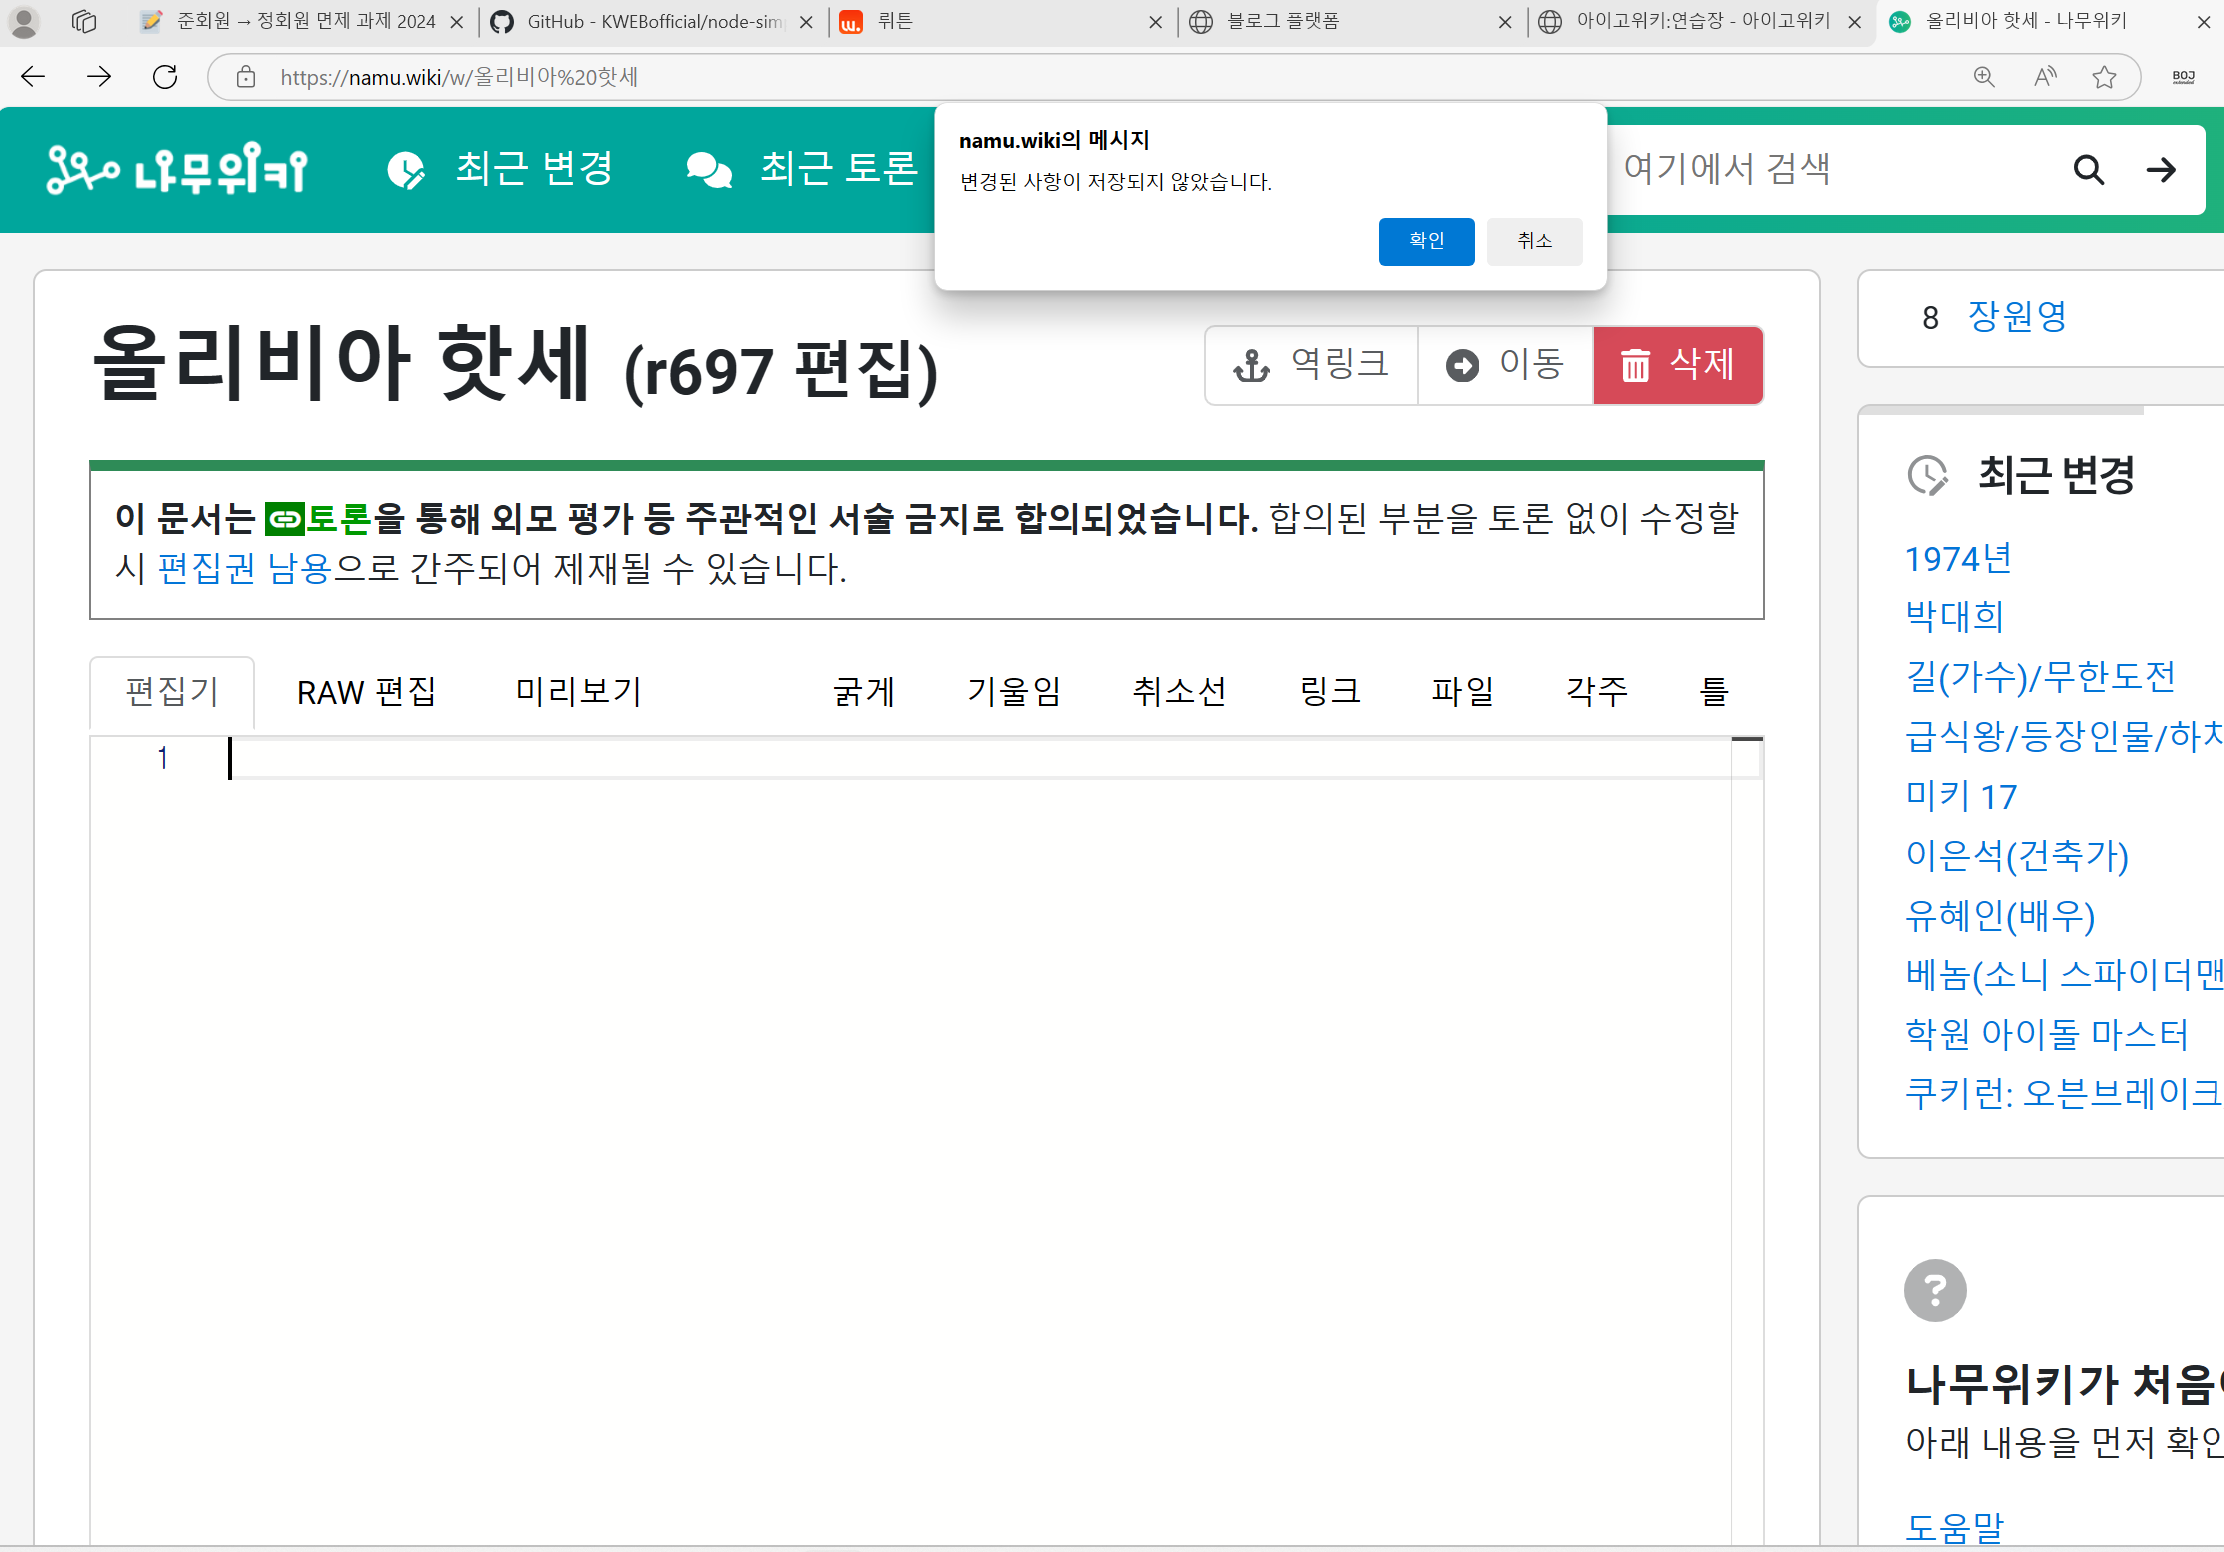 준회원 → 정회원 면제 과제 2024
GitHub - KWEBofficial/node-sim
뤼튼
블로그 플랫폼
아이고위키:연습장 - 아이고위키
올리비아 핫세 - 나무위키
https://namu.wiki/w/올리비아%20핫세
BOJ
나무위키
최근 변경
최근 토론
여기에서 검색
namu.wiki의 메시지
변경된 사항이 저장되지 않았습니다.
확인
취소
올리비아 핫세 (r697 편집)
역링크
이동
삭제
이 문서는 토론을 통해 외모 평가 등 주관적인 서술 금지로 합의되었습니다. 합의된 부분을 토론 없이 수정할
시 편집권 남용으로 간주되어 제재될 수 있습니다.
편집기
RAW 편집
미리보기
굵게
기울임
취소선
링크
파일
각주
틀
1
8 장원영
최근 변경
1974년
박대희
길(가수)/무한도전
급식왕/등장인물/하
미키 17
이은석(건축가)
유혜인(배우)
베놈(소니 스파이더맨
학원 아이돌 마스터
쿠키런: 오븐브레이크
나무위키가 처음
아래 내용을 먼저 확인
도움말